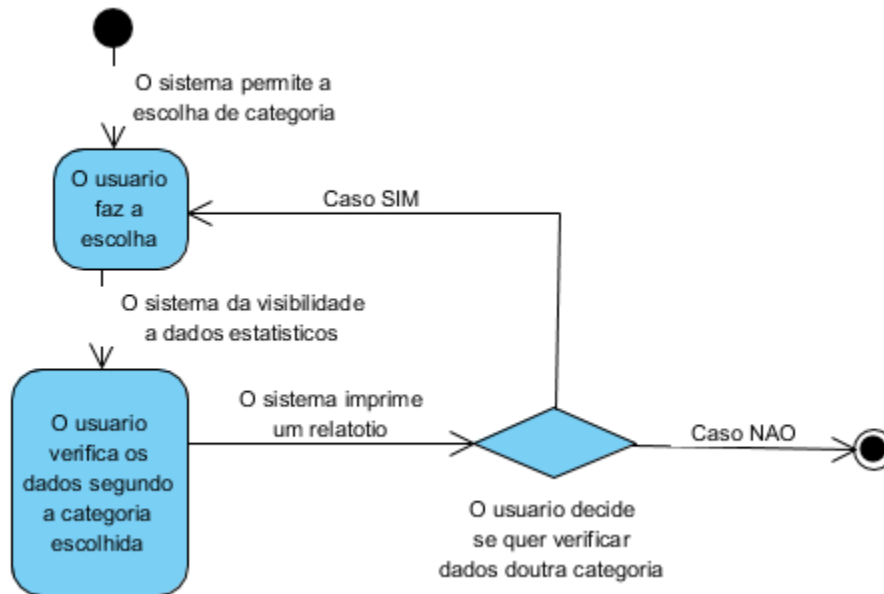 O sistema permite a
escolha de categoria
O usuario
faz a
escolha
Caso SIM
O sistema da visibilidade
a dados estatisticos
O usuario
verifica os
dados segundo
a categoria
escolhida
O sistema imprime
um relatotio
Caso NAO
O usuario decide
se quer verificar
dados doutra categoria